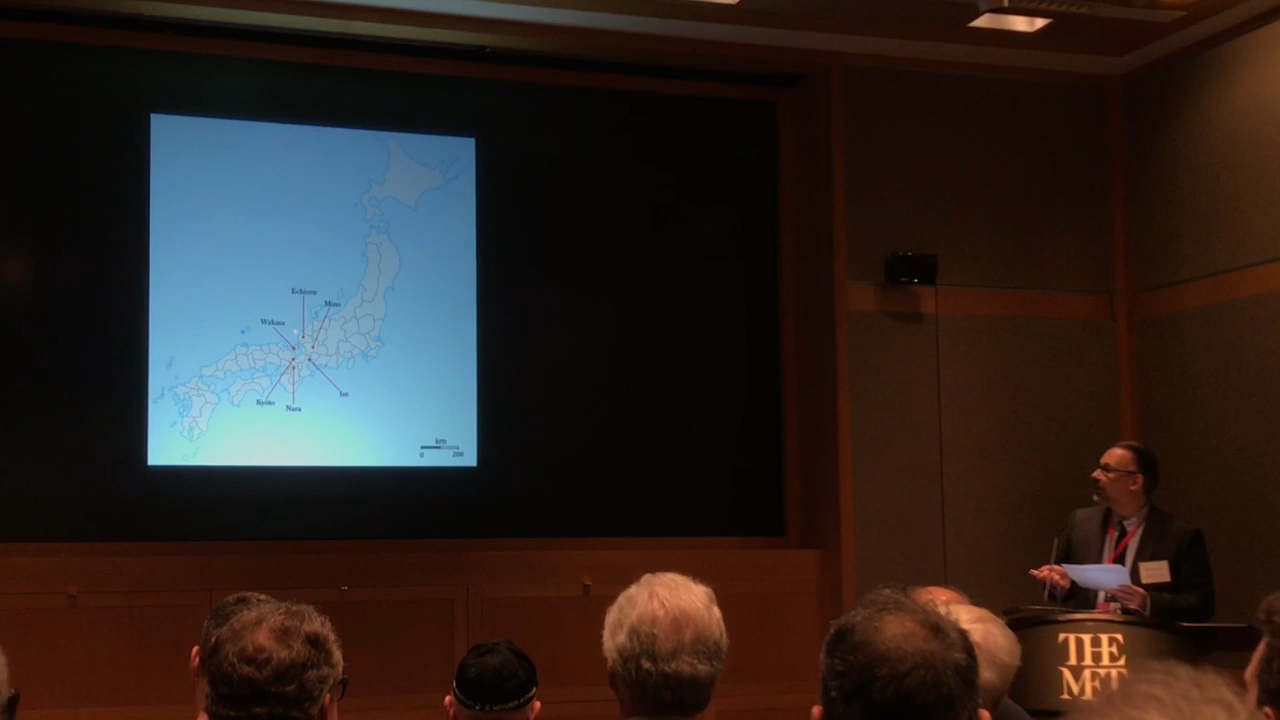 Echizen
Mino
Wakasa
Ise
Kyoto
Nara
km
0 200
THE
MET